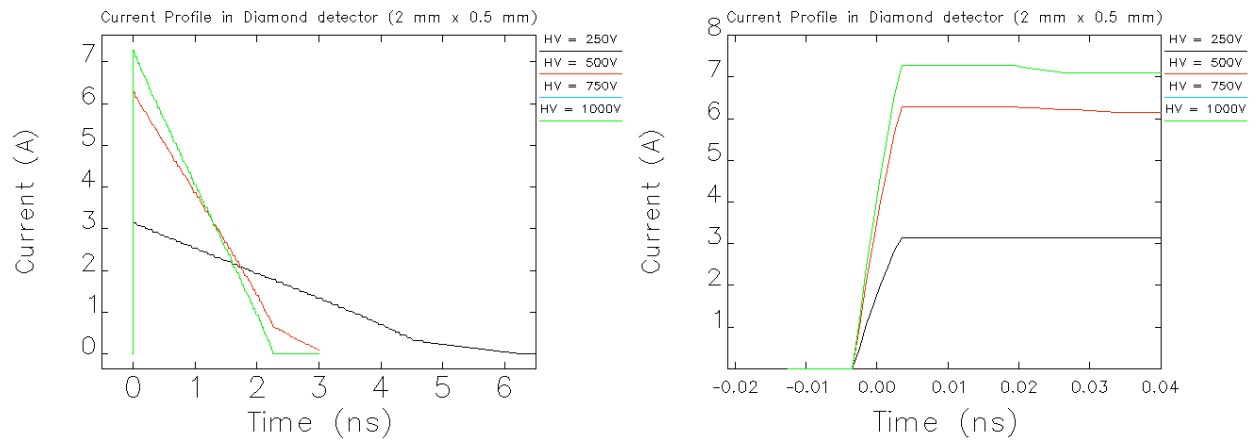 Current Profile in Diamond detector (2 mm x 0.5 mm)
HV = 250V
HV = 500V
HV = 750V
HV = 1000V
Current (A)
7
6
5
4
3
2
1
0
0 1 2 3 4 5 6
Time (ns)
Current Profile in Diamond detector (2 mm x 0.5 mm)
HV = 250V
HV = 500V
HV = 750V
HV = 1000V
Current (A)
8
7
6
5
4
3
2
1
-0.02 -0.01 0.00 0.01 0.02 0.03 0.04
Time (ns)